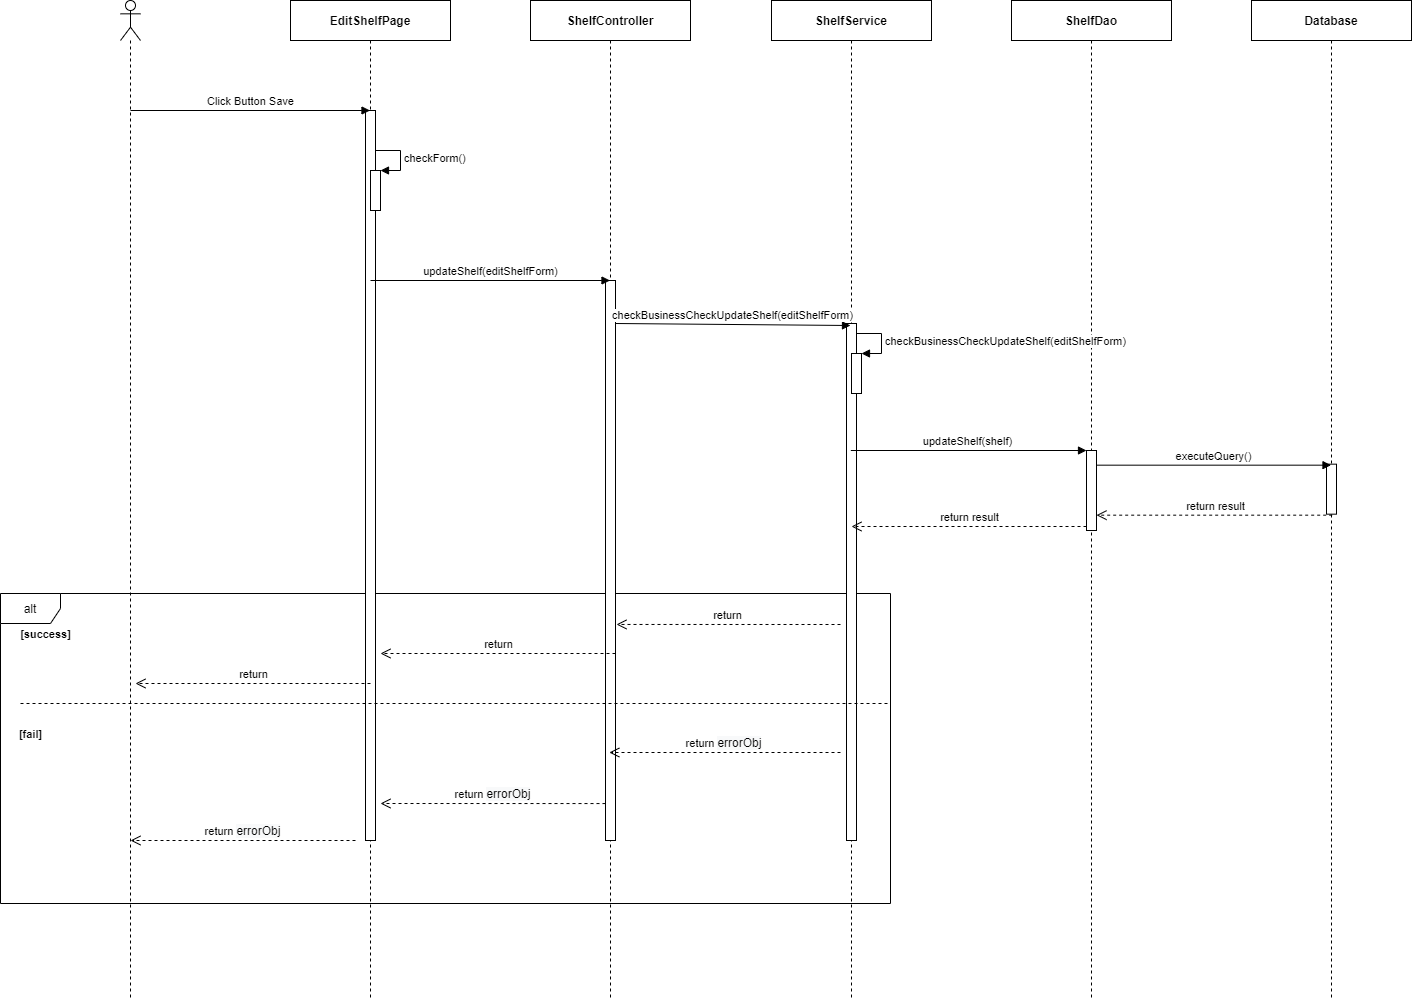 EditShelfPage
ShelfController
ShelfService
ShelfDao
Database
Click Button Save
checkForm()
updateShelf(editShelfForm)
checkBusinessCheckUpdateShelf(editShelfForm)
checkBusinessCheckUpdateShelf(editShelfForm)
updateShelf(shelf)
executeQuery()
return result
return result
alt
[success]
return
return
return
[fail]
return errorObj
return errorObj
return errorObj